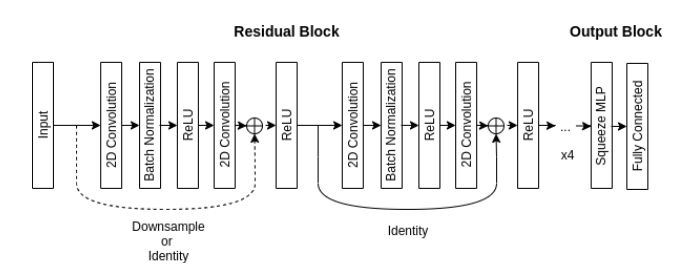 Residual Block
Output Block
Input
2D Convolution
Batch Normalization
ReLU
2D Convolution
ReLU
2D Convolution
Batch Normalization
ReLU
2D Convolution
ReLU
...
x4
Squeeze MLP
Fully Connected
Downsample
or
Identity
Identity